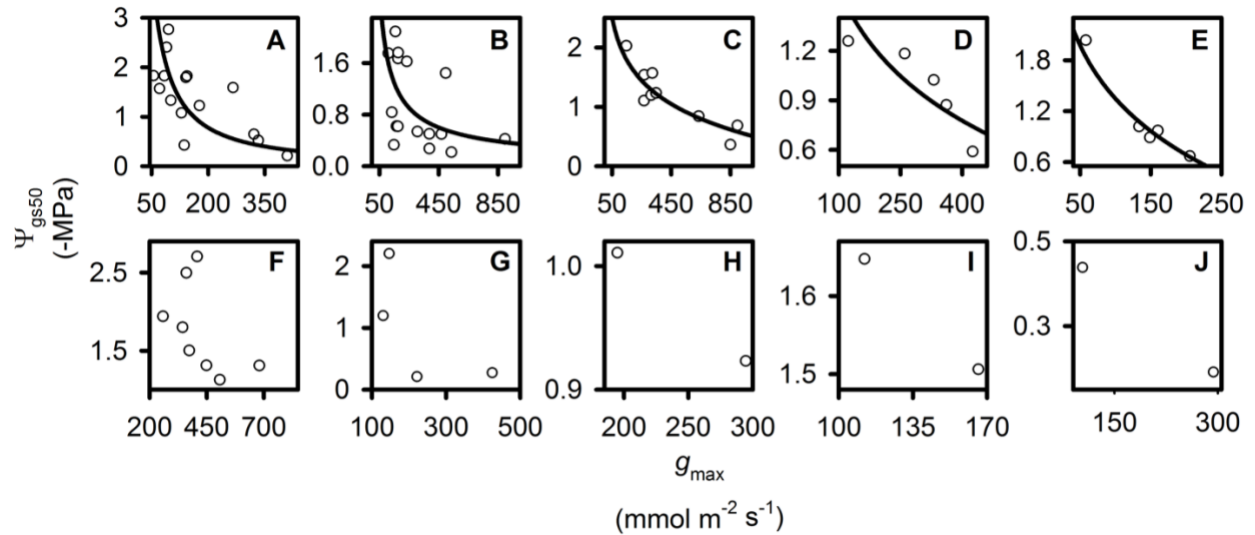 3
2
1
0
A
50 200 350
1.6
0.8
0.0
B
50 450 850
2
1
0
C
50 450 850
1.2
0.9
0.6
D
100 250 400
1.8
1.2
0.6
E
50 150 250
Ψgs50
(-MPa)
2.5
1.5
F
200 450 700
2
1
0
G
100 300 500
1.0
0.9
H
200 250 300
1.6
1.5
I
100 135 170
0.5
0.3
J
150 300
gmax
(mmol m-2 s-1)